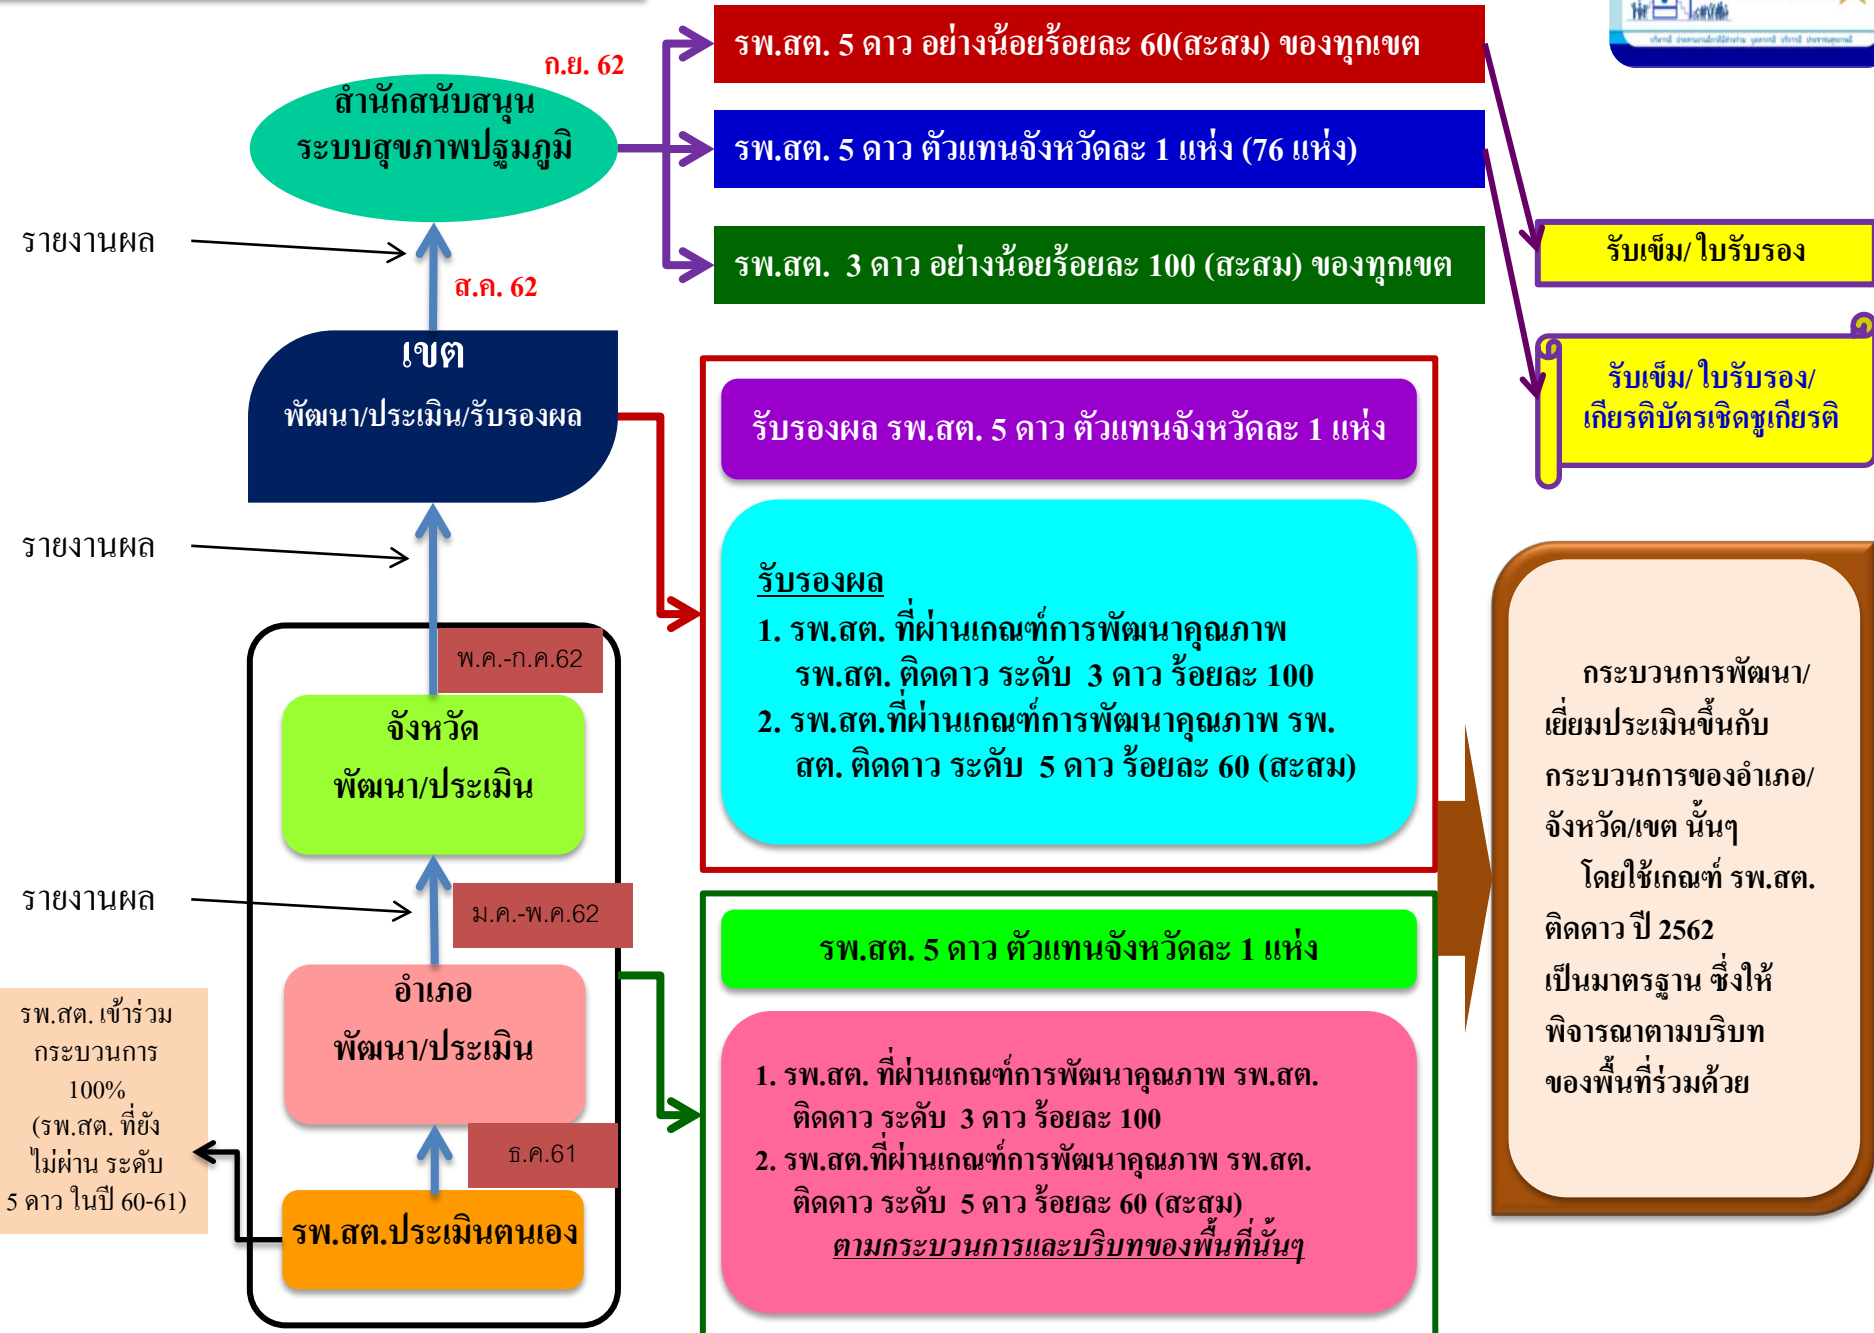 ก.ย. 62
สำนักสนับสนุน
ระบบสุขภาพปฐมภูมิ
รพ.สต. 5 ดาว อย่างน้อยร้อยละ 60(สะสม) ของทุกเขต
รพ.สต. 5 ดาว ตัวแทนจังหวัดละ 1 แห่ง (76 แห่ง)
รพ.สต. 3 ดาว อย่างน้อยร้อยละ 100 (สะสม) ของทุกเขต
รับเข็ม/ ใบรับรอง
รับเข็ม/ ใบรับรอง/
เกียรติบัตรเชิดชูเกียรติ
รายงานผล
ส.ค. 62
เขต
พัฒนา/ประเมิน/รับรองผล
รับรองผล รพ.สต. 5 ดาว ตัวแทนจังหวัดละ 1 แห่ง
รับรองผล
1. รพ.สต. ที่ผ่านเกณฑ์การพัฒนาคุณภาพ
รพ.สต. ติดดาว ระดับ 3 ดาว ร้อยละ 100
2. รพ.สต.ที่ผ่านเกณฑ์การพัฒนาคุณภาพ รพ.
สต. ติดดาว ระดับ 5 ดาว ร้อยละ 60 (สะสม)
รายงานผล
พ.ค.-ก.ค.62
จังหวัด
พัฒนา/ประเมิน
รายงานผล
ม.ค.-พ.ค.62
อำเภอ
พัฒนา/ประเมิน
ธ.ค.61
รพ.สต.ประเมินตนเอง
รพ.สต. เข้าร่วม
กระบวนการ
100%
(รพ.สต. ที่ยัง
ไม่ผ่าน ระดับ
5 ดาว ในปี 60-61)
รพ.สต. 5 ดาว ตัวแทนจังหวัดละ 1 แห่ง
1. รพ.สต. ที่ผ่านเกณฑ์การพัฒนาคุณภาพ รพ.สต.
ติดดาว ระดับ 3 ดาว ร้อยละ 100
2. รพ.สต.ที่ผ่านเกณฑ์การพัฒนาคุณภาพ รพ.สต.
ติดดาว ระดับ 5 ดาว ร้อยละ 60 (สะสม)
ตามกระบวนการและบริบทของพื้นที่นั้นๆ
กระบวนการพัฒนา/
เยี่ยมประเมินขึ้นกับ
กระบวนการของอำเภอ/
จังหวัด/เขต นั้นๆ
โดยใช้เกณฑ์ รพ.สต.
ติดดาว ปี 2562
เป็นมาตรฐาน ซึ่งให้
พิจารณาตามบริบท
ของพื้นที่ร่วมด้วย